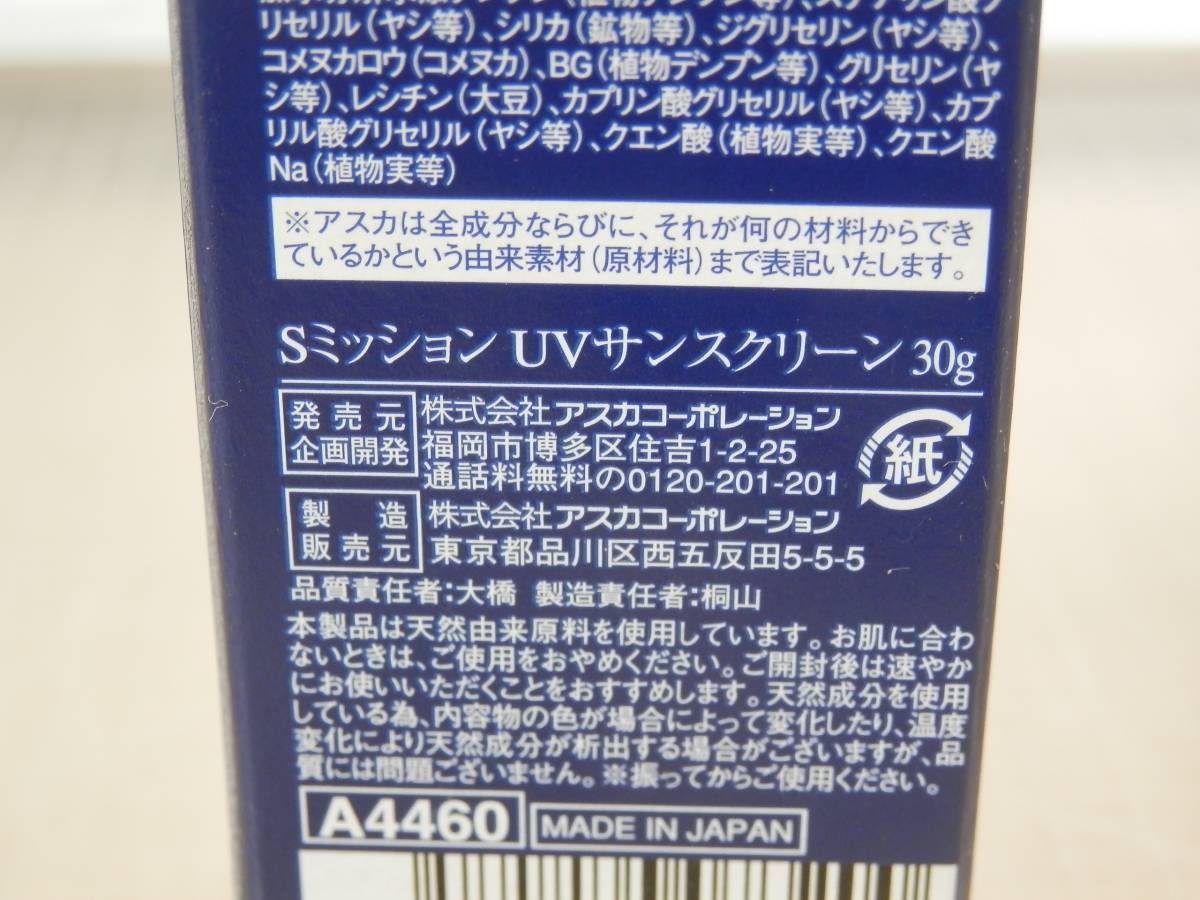 (植物デンプン等)、ステアリン酸グ
リセリル(ヤシ等)、シリカ(鉱物等)、ジグリセリン(ヤシ等)、
コメヌカロウ(コメヌカ)、BG(植物デンプン等)、グリセリン(ヤ
シ等)、レシチン(大豆)、カプリン酸グリセリル(ヤシ等)、カプ
リル酸グリセリル(ヤシ等)、クエン酸(植物実等)、クエン酸
Na(植物実等)
※アスカは全成分ならびに、それが何の材料からでき
ているかという由来素材(原材料)まで表記いたします。
Sミッション UVサンスクリーン 30g
発売元 株式会社アスカコーポレーション
企画開発 福岡市博多区住吉1-2-25
通話料無料の0120-201-201
紙
製造 株式会社アスカコーポレーション
販売元 東京都品川区西五反田5-5-5
品質責任者:大橋 製造責任者:桐山
本製品は天然由来原料を使用しています。お肌に合わ
ないときは、ご使用をおやめください。ご開封後は速やか
にお使いいただくことをおすすめします。天然成分を使用
している為、内容物の色が場合によって変化したり、温度
変化により天然成分が析出する場合がございますが、品
質には問題ございません。※振ってからご使用ください。
A4460
MADE IN JAPAN